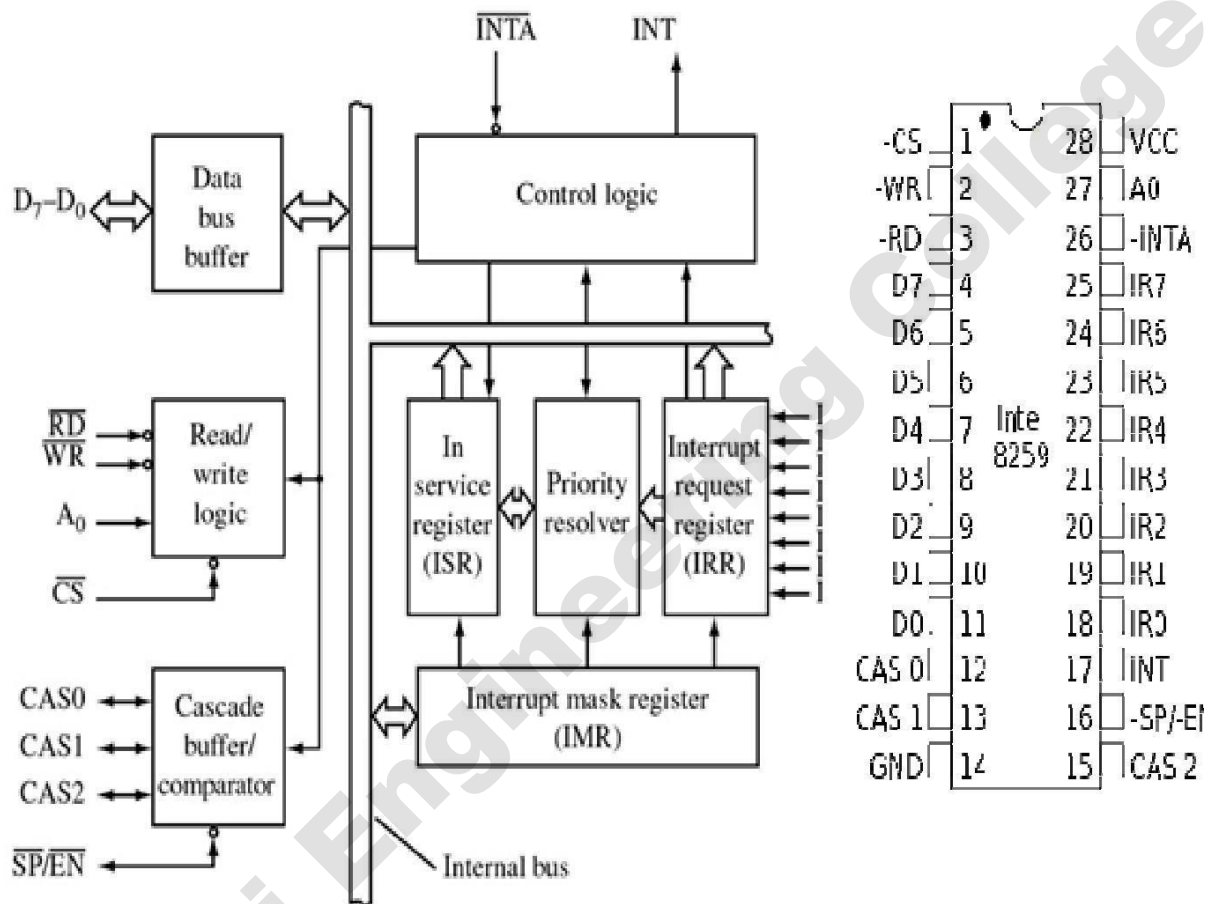 INTA INT
Control logic
Data
bus
buffer
D7–D0
RD
WR
A0
CS
Read/
write
logic
In
service
register
(ISR)
Priority
resolver
Interrupt
request
register
(IRR)
Interrupt mask register
(IMR)
CAS0
CAS1
CAS2
SP/EN
Cascade
buffer/
comparator
Internal bus
-CS 1 28 VCC
-WR 2 27 A0
-RD 3 26 -INTA
D7 4 25 IR7
D6 5 24 IR6
D5 6 23 IR5
D4 7 22 IR4
Inte
8259
D3 8 21 IR3
D2 9 20 IR2
D1 10 19 IR1
D0 11 18 IR0
CAS 0 12 17 INT
CAS 1 13 16 -SP/-EN
GND 14 15 CAS 2
i Engineering College